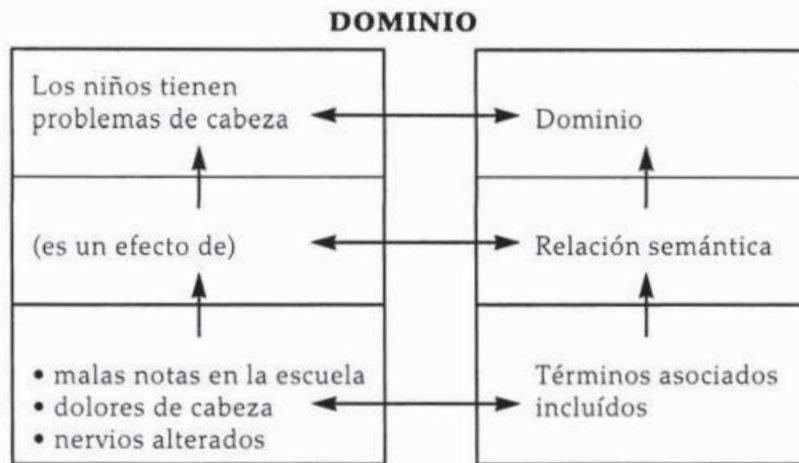 DOMINIO
Los niños tienen
problemas de cabeza
Dominio
(es un efecto de)
Relación semántica
• malas notas en la escuela
• dolores de cabeza
• nervios alterados
Términos asociados
incluídos